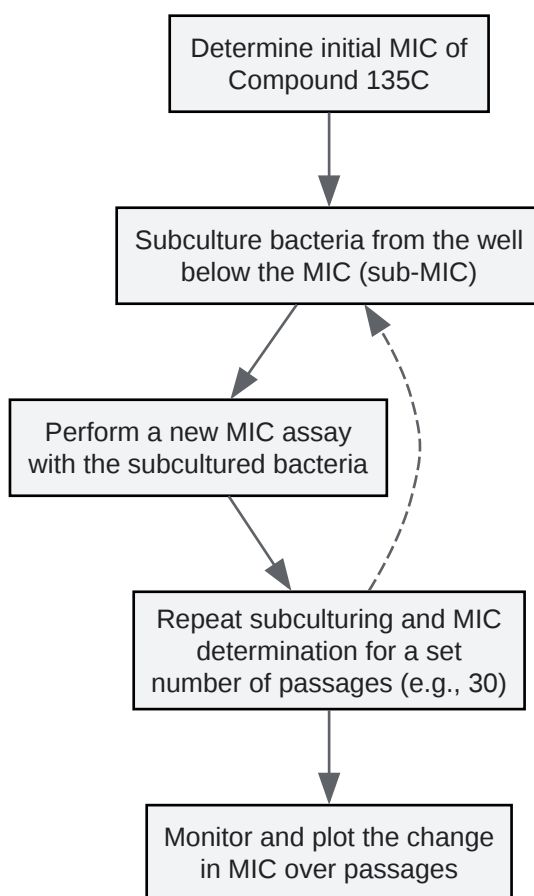 Determine initial MIC of
Compound 135C
Subculture bacteria from the well
below the MIC (sub-MIC)
Perform a new MIC assay
with the subcultured bacteria
Repeat subculturing and MIC
determination for a set
number of passages (e.g., 30)
Monitor and plot the change
in MIC over passages